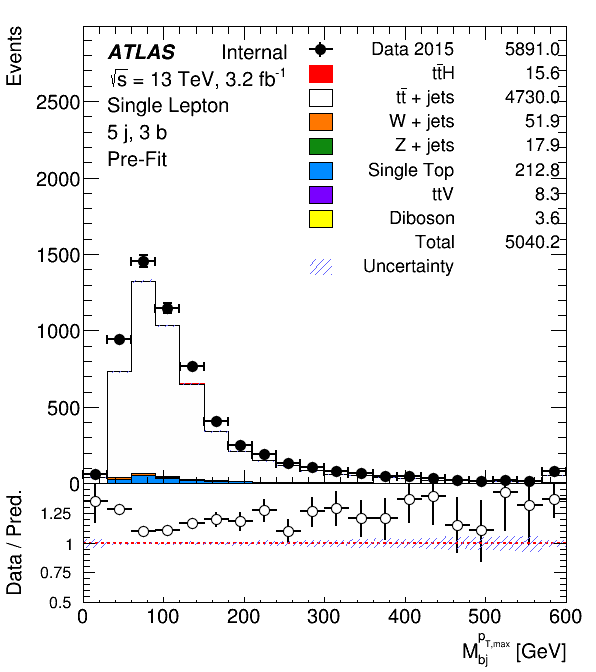 Events
ATLAS Internal
√s = 13 TeV, 3.2 fb⁻¹
Single Lepton
5 j, 3 b
Pre-Fit
Data 2015 5891.0
tt̄H 15.6
tt̄ + jets 4730.0
W + jets 51.9
Z + jets 17.9
Single Top 212.8
ttV 8.3
Diboson 3.6
Total 5040.2
Uncertainty
2500
2000
1500
1000
500
0
Data / Pred.
1.25
1
0.75
0.5
0 100 200 300 400 500 600
M_bj^{p_{T,max}} [GeV]